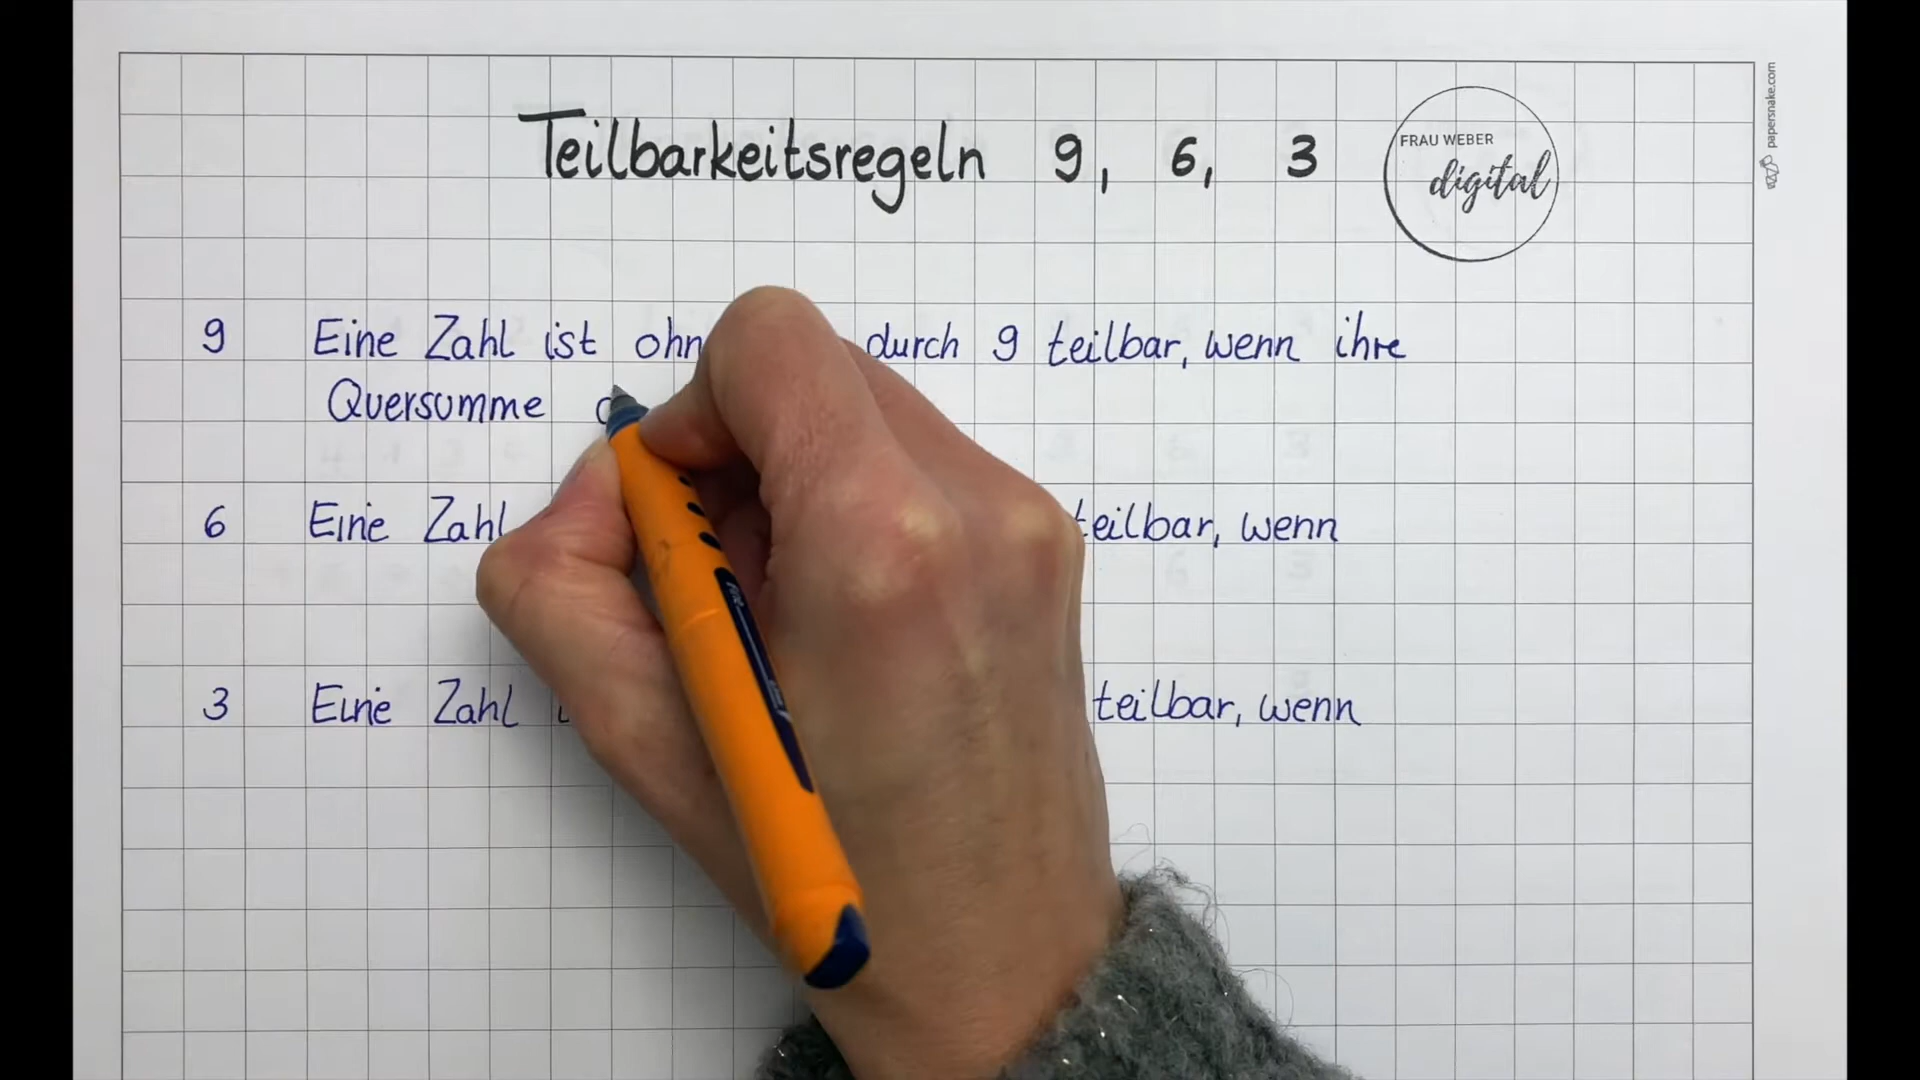 Teilbarkeitsregeln 9, 6, 3
FRAU WEBER
digital
papersnake.com
9 Eine Zahl ist durch 9 teilbar, wenn ihre
Quersumme
6 Eine Zahl teilbar, wenn
3 Eine Zahl teilbar, wenn
Fine